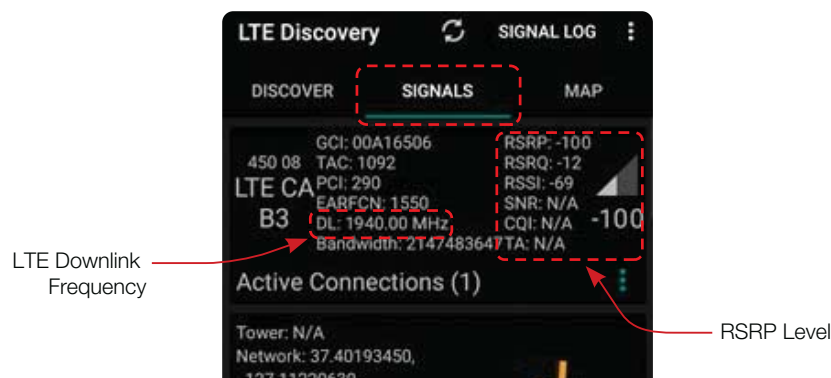 LTE Discovery SIGNAL LOG
DISCOVER SIGNALS MAP
GCI: 00A16506 RSRP: -100
450 08 TAC: 1092 RSRQ: -12
LTE CA PCI: 290 RSSI: -69
EARFCN: 1550 SNR: N/A
B3 DL: 1940.00 MHz CQI: N/A -100
Bandwidth: 2147483647 TA: N/A
LTE Downlink
Frequency
Active Connections (1)
RSRP Level
Tower: N/A
Network: 37.40193450,